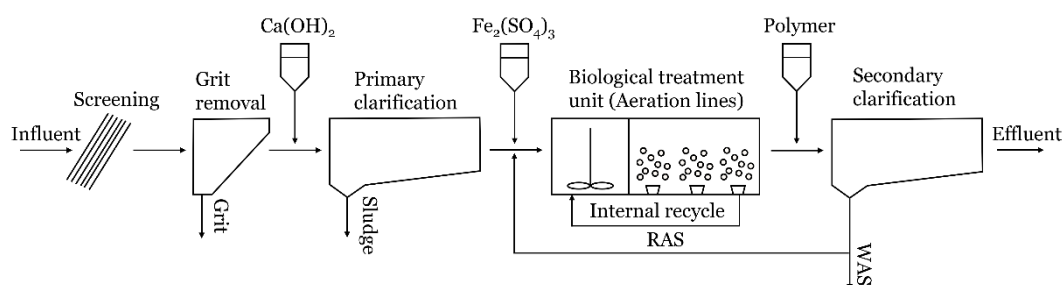 Ca(OH)₂
Fe₂(SO₄)₃
Polymer
Influent
Screening
Grit
removal
Primary
clarification
Biological treatment
unit (Aeration lines)
Secondary
clarification
Effluent
Grit
Sludge
Internal recycle
RAS
WAS